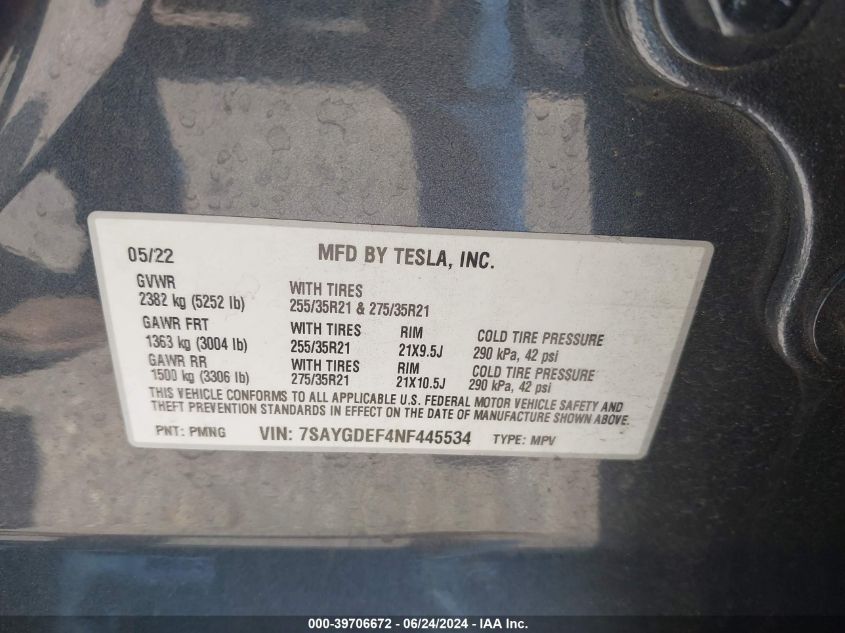 05/22 MFD BY TESLA, INC.
GVWR WITH TIRES
2382 kg (5252 lb) 255/35R21 & 275/35R21
GAWR FRT WITH TIRES RIM COLD TIRE PRESSURE
1363 kg (3004 lb) 255/35R21 21X9.5J 290 kPa, 42 psi
GAWR RR WITH TIRES RIM COLD TIRE PRESSURE
1500 kg (3306 lb) 275/35R21 21X10.5J 290 kPa, 42 psi
THIS VEHICLE CONFORMS TO ALL APPLICABLE U.S. FEDERAL MOTOR VEHICLE SAFETY AND
THEFT PREVENTION STANDARDS IN EFFECT ON THE DATE OF MANUFACTURE SHOWN ABOVE.
PNT: PMNG VIN: 7SAYGDEF4NF445534 TYPE: MPV
000-39706672 - 06/24/2024 - IAA Inc.